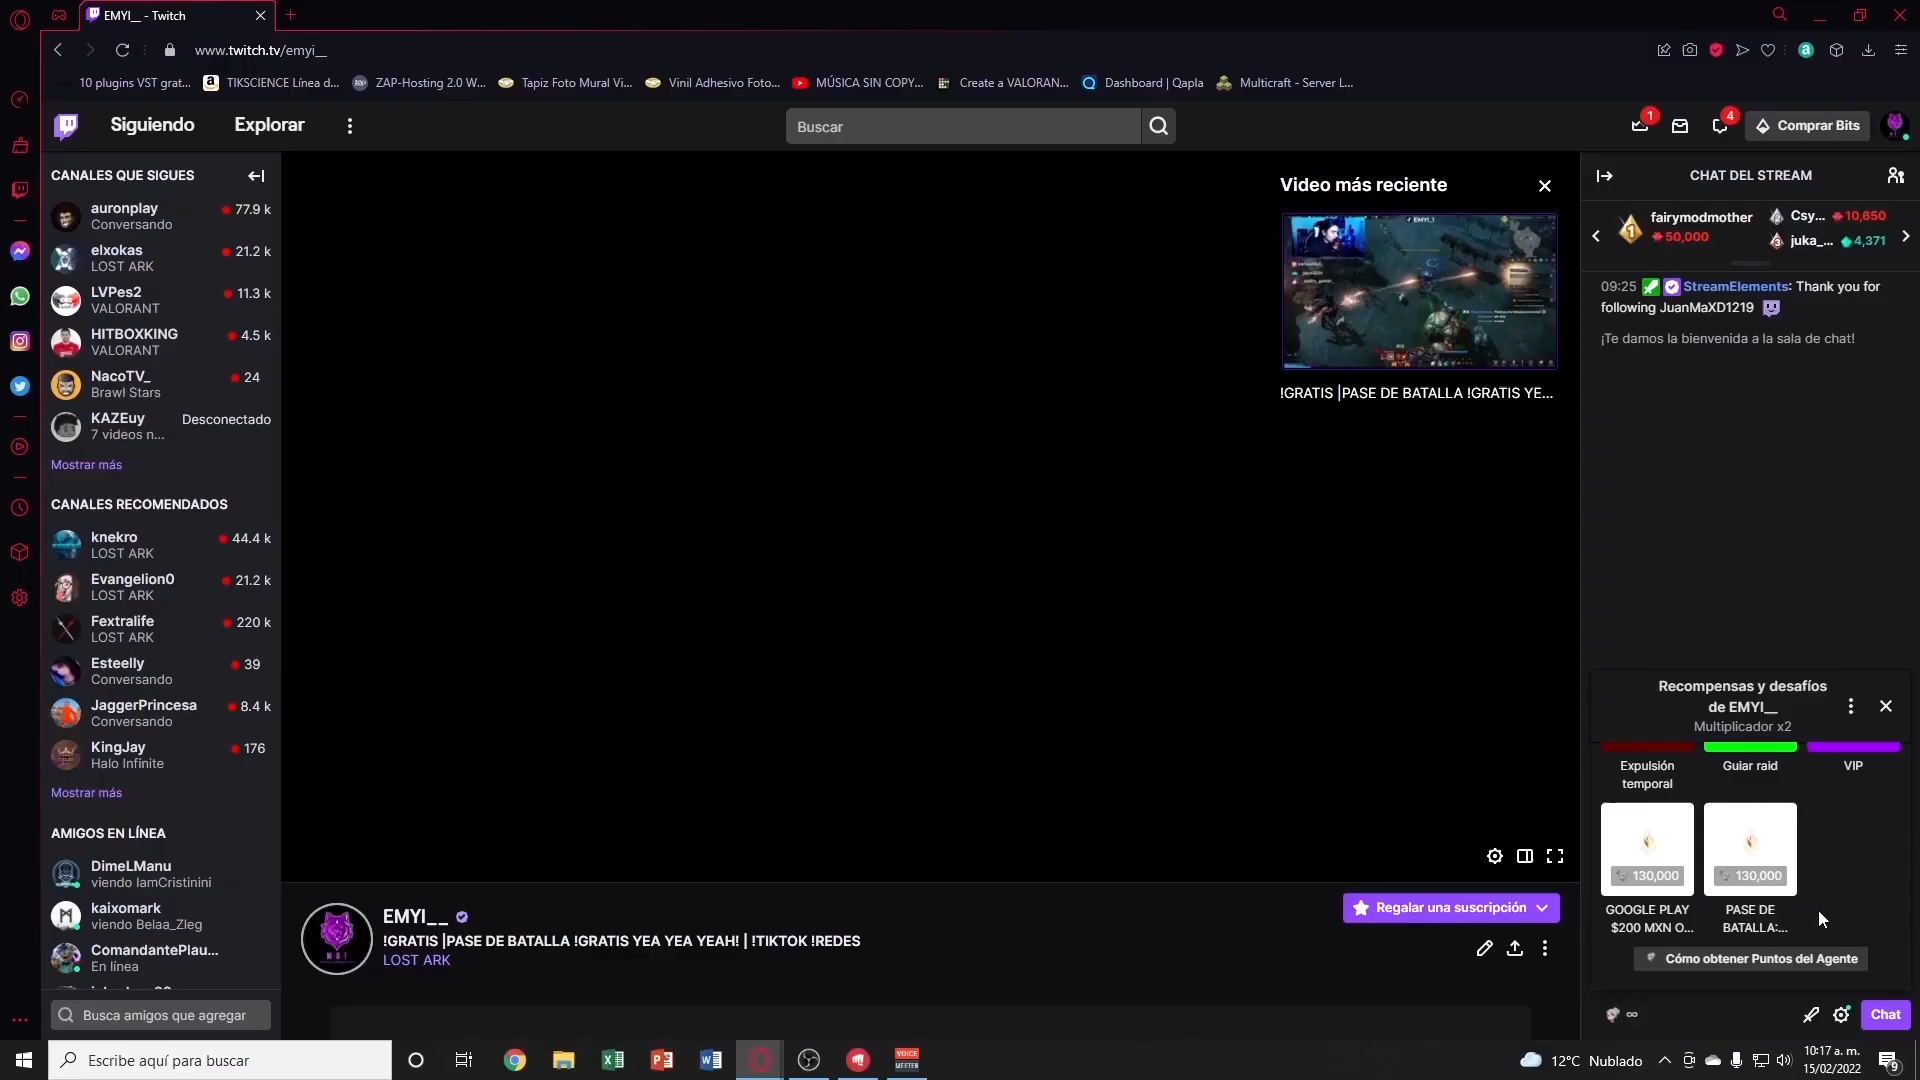 EMYI__ - Twitch
www.twitch.tv/emyi__
10 plugins VST grat...
TIKSCIENCE Línea d...
ZAP-Hosting 2.0 W...
Tapiz Foto Mural Vi...
Vinil Adhesivo Foto...
MÚSICA SIN COPY...
Create a VALORAN...
Dashboard | Qapla
Multicraft - Server L...
Siguiendo
Explorar
Buscar
1
4
Comprar Bits
CANALES QUE SIGUES
auronplay
77.9 k
Conversando
elxokas
21.2 k
LOST ARK
LVPes2
11.3 k
VALORANT
HITBOXKING
4.5 k
VALORANT
NacoTV_
24
Brawl Stars
KAZEuy
Desconectado
7 videos n...
Mostrar más
CANALES RECOMENDADOS
knekro
44.4 k
LOST ARK
Evangelion0
21.2 k
LOST ARK
Fextralife
220 k
LOST ARK
Esteelly
39
Conversando
JaggerPrincesa
8.4 k
Conversando
KingJay
176
Halo Infinite
Mostrar más
AMIGOS EN LÍNEA
DimeLManu
viendo IamCristinini
kaixomark
viendo Belaa_Zleg
ComandantePlau...
En línea
Busca amigos que agregar
Video más reciente
EMYI_1
!GRATIS |PASE DE BATALLA !GRATIS YE...
EMYI__
!GRATIS |PASE DE BATALLA !GRATIS YEA YEA YEAH! | !TIKTOK !REDES
LOST ARK
Regalar una suscripción
CHAT DEL STREAM
1
fairymodmother
50,000
Csy...
10,650
juka_...
4,371
09:25 StreamElements: Thank you for
following JuanMaXD1219
¡Te damos la bienvenida a la sala de chat!
Recompensas y desafíos
de EMYI__
Multiplicador x2
Expulsión
temporal
Guiar raid
VIP
130,000
130,000
GOOGLE PLAY
$200 MXN O...
PASE DE
BATALLA:...
Cómo obtener Puntos del Agente
∞
Chat
Escribe aquí para buscar
VOICE
MEETER
12°C Nublado
10:17 a. m.
15/02/2022
9